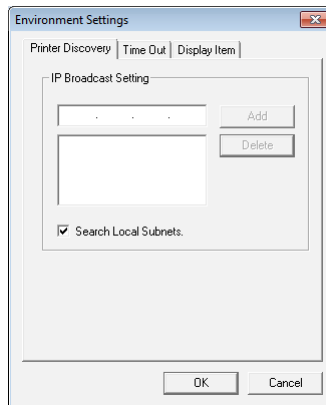 Environment Settings
Printer Discovery Time Out Display Item
IP Broadcast Setting
. . .
Add
Delete
Search Local Subnets.
OK Cancel